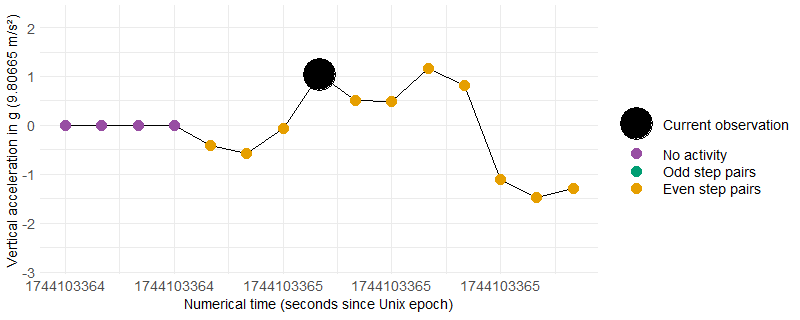 Vertical acceleration in g (9.80665 m/s²)
2
1
0
-1
-2
-3
1744103364
1744103364
1744103365
1744103365
1744103365
Numerical time (seconds since Unix epoch)
Current observation
No activity
Odd step pairs
Even step pairs